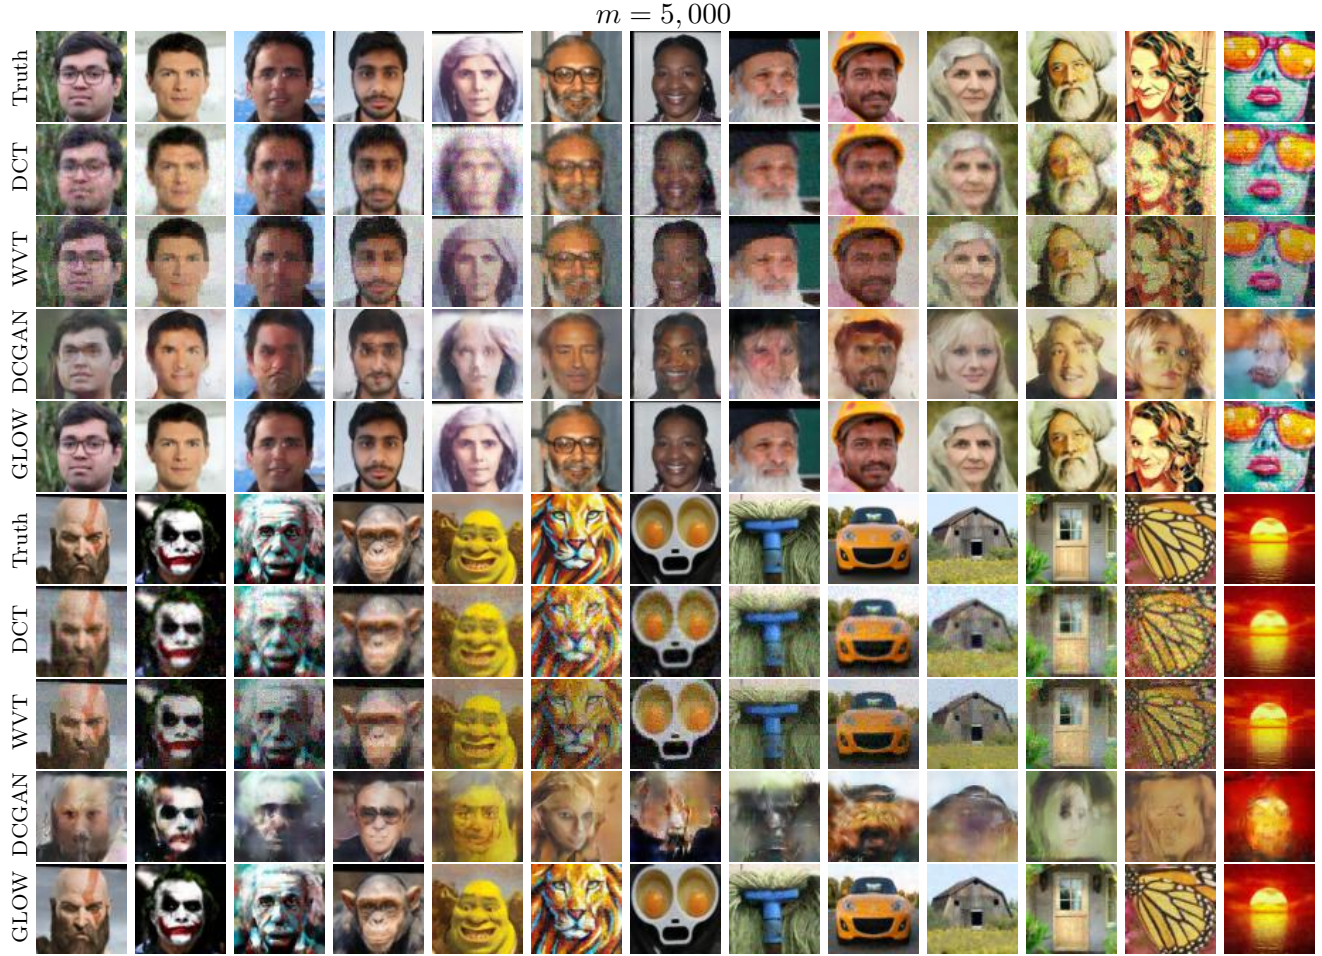 m = 5,000
Truth
DCT
WVT
DCGAN
GLOW
Truth
DCT
WVT
DCGAN
GLOW